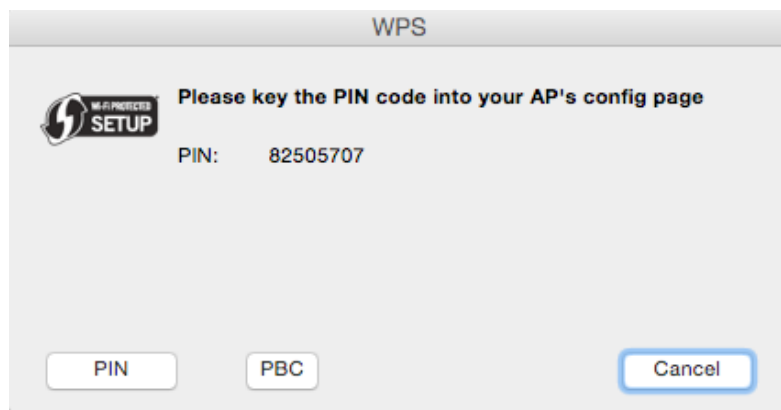 WPS
Wi-Fi PROTECTED
SETUP
Please key the PIN code into your AP's config page
PIN: 82505707
PIN PBC Cancel